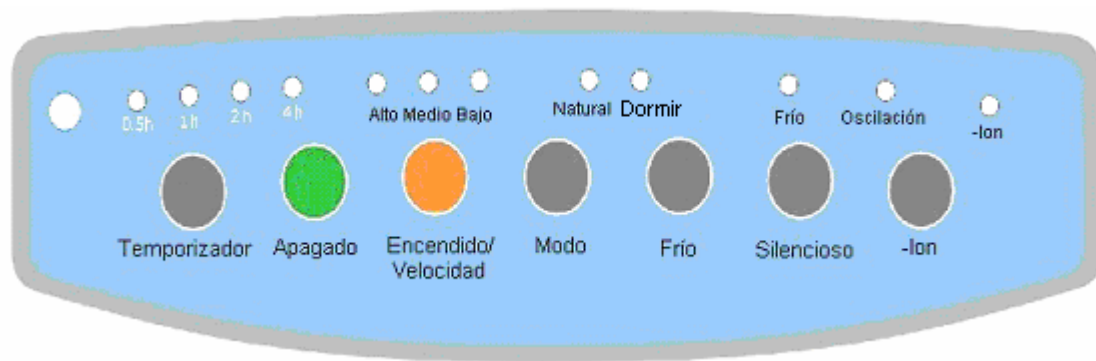 0.5h 1h 2h 4h Alto Medio Bajo Natural Dormir Frío Oscilación -Ion
Temporizador Apagado Encendido/ Modo Frío Silencioso -Ion
Velocidad